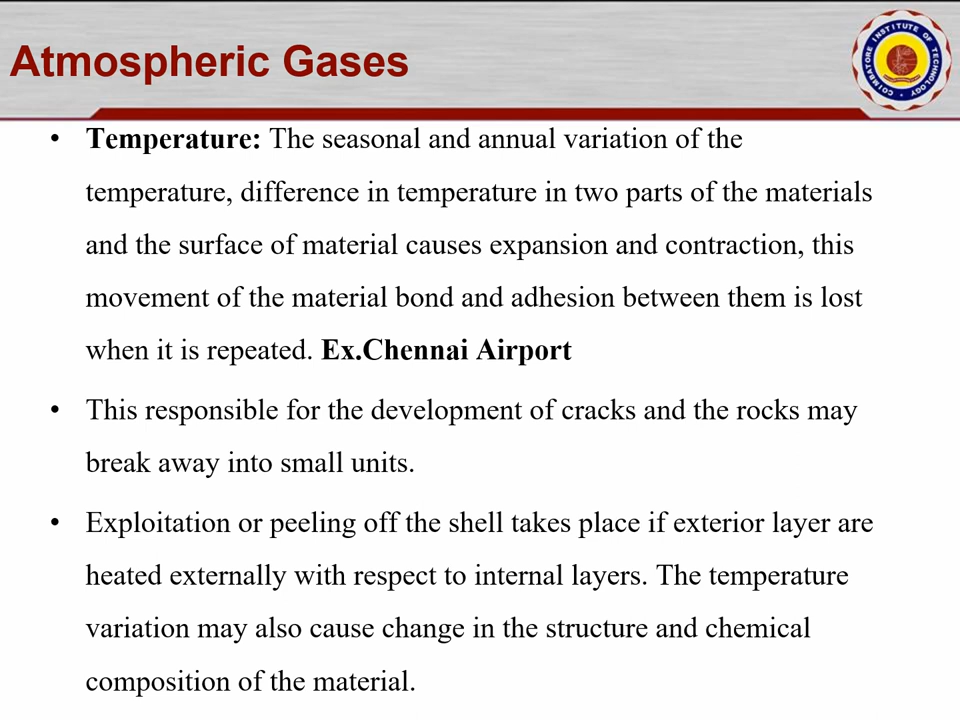 Atmospheric Gases
COIMBATORE INSTITUTE OF TECHNOLOGY
• Temperature: The seasonal and annual variation of the
temperature, difference in temperature in two parts of the materials
and the surface of material causes expansion and contraction, this
movement of the material bond and adhesion between them is lost
when it is repeated. Ex.Chennai Airport
• This responsible for the development of cracks and the rocks may
break away into small units.
• Exploitation or peeling off the shell takes place if exterior layer are
heated externally with respect to internal layers. The temperature
variation may also cause change in the structure and chemical
composition of the material.